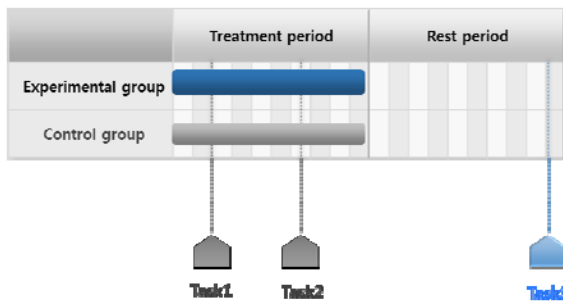 Treatment period
Rest period
Experimental group
Control group
Task1
Task2